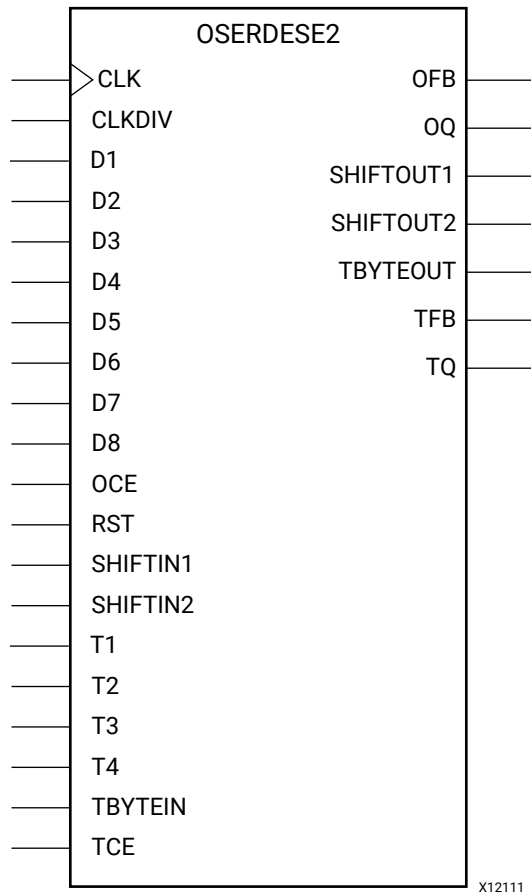 OSERDESE2
CLK
CLKDIV
D1
D2
D3
D4
D5
D6
D7
D8
OCE
RST
SHIFTIN1
SHIFTIN2
T1
T2
T3
T4
TBYTEIN
TCE
OFB
OQ
SHIFTOUT1
SHIFTOUT2
TBYTEOUT
TFB
TQ
X12111